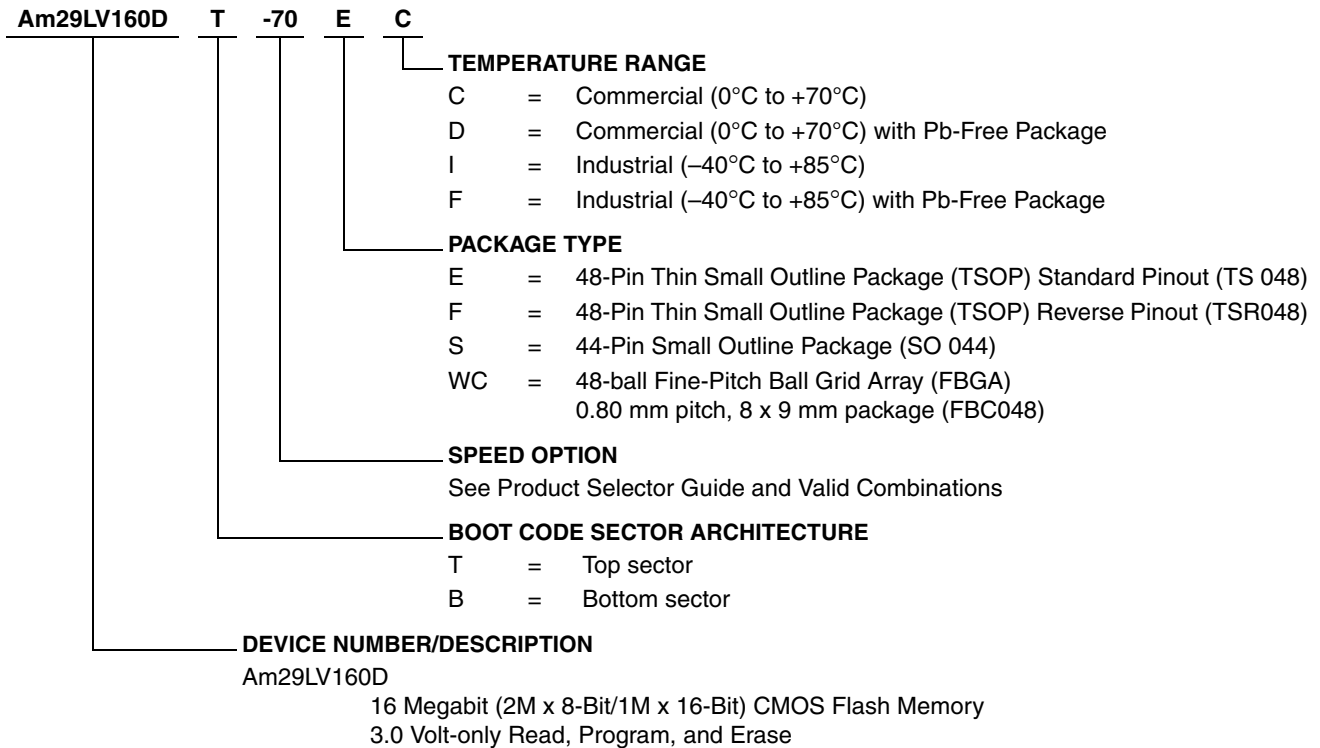 Am29LV160D T -70 E C
TEMPERATURE RANGE
C = Commercial (0°C to +70°C)
D = Commercial (0°C to +70°C) with Pb-Free Package
I = Industrial (–40°C to +85°C)
F = Industrial (–40°C to +85°C) with Pb-Free Package
PACKAGE TYPE
E = 48-Pin Thin Small Outline Package (TSOP) Standard Pinout (TS 048)
F = 48-Pin Thin Small Outline Package (TSOP) Reverse Pinout (TSR048)
S = 44-Pin Small Outline Package (SO 044)
WC = 48-ball Fine-Pitch Ball Grid Array (FBGA)
0.80 mm pitch, 8 x 9 mm package (FBC048)
SPEED OPTION
See Product Selector Guide and Valid Combinations
BOOT CODE SECTOR ARCHITECTURE
T = Top sector
B = Bottom sector
DEVICE NUMBER/DESCRIPTION
Am29LV160D
16 Megabit (2M x 8-Bit/1M x 16-Bit) CMOS Flash Memory
3.0 Volt-only Read, Program, and Erase